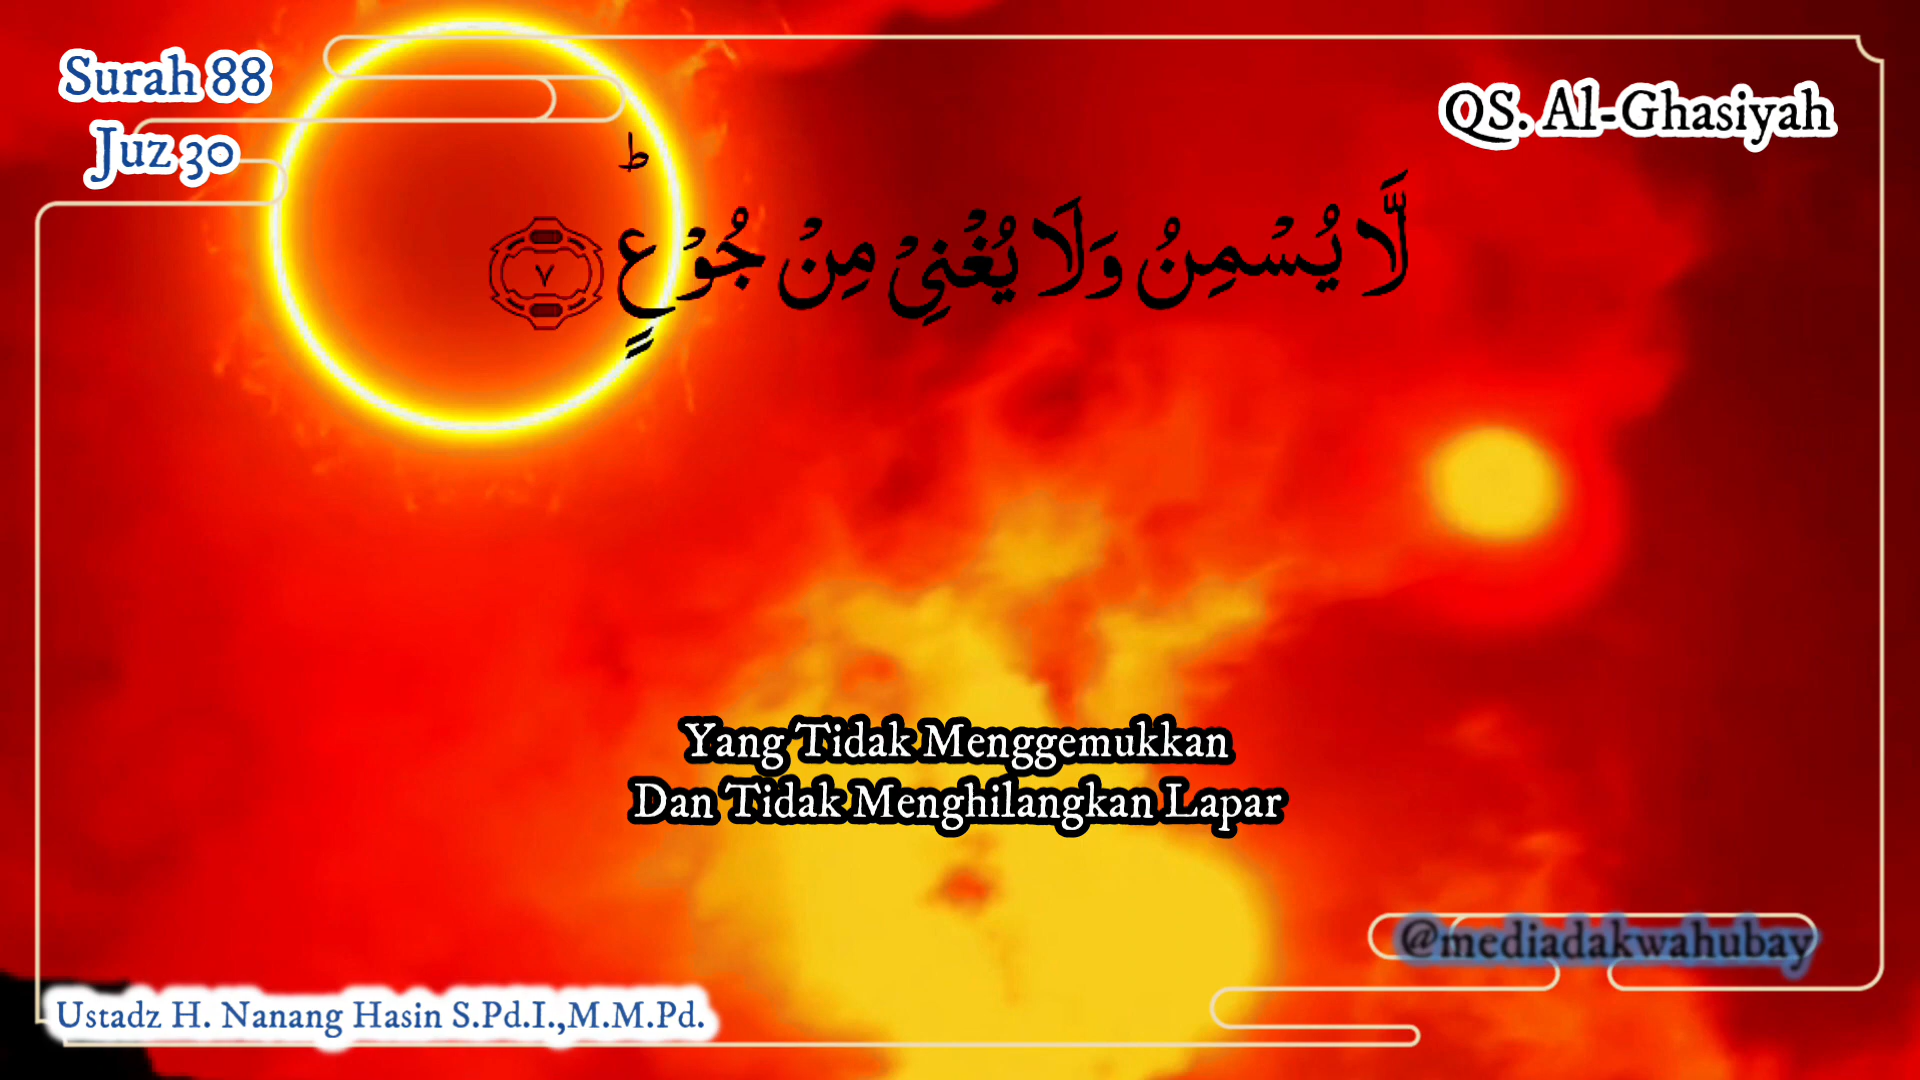 Surah 88
Juz 30
QS. Al-Ghasiyah
لَّا يُسْمِنُ وَلَا يُغْنِيْ مِنْ جُوْعٍۗ ٧
Yang Tidak Menggemukkan
Dan Tidak Menghilangkan Lapar
@mediadakwahubay
Ustadz H. Nanang Hasin S.Pd.I.,M.M.Pd.